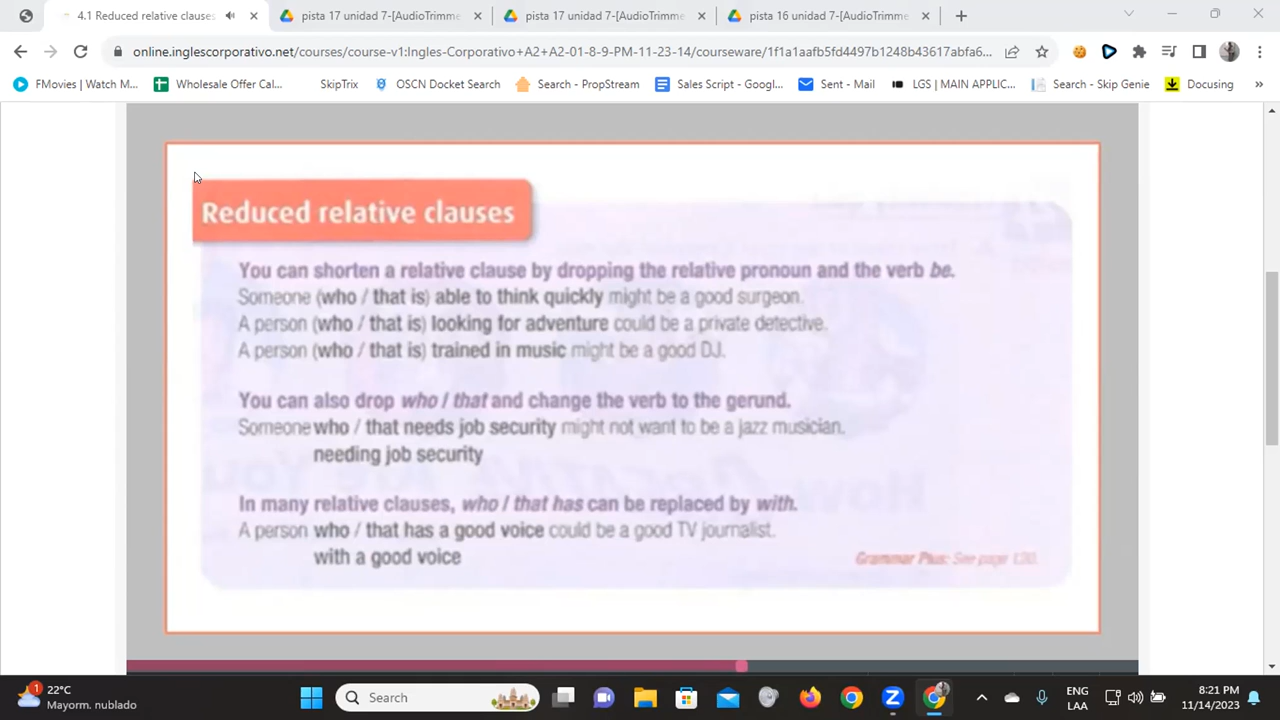 4.1 Reduced relative clauses
pista 17 unidad 7-[AudioTrimme
pista 17 unidad 7-[AudioTrimme
pista 16 unidad 7-[AudioTrimme
online.inglescorporativo.net/courses/course-v1:Ingles-Corporativo+A2+A2-01-8-9-PM-11-23-14/courseware/1f1a1aafb5fd4497b1248b43617abfa6...
FMovies | Watch M...
Wholesale Offer Cal...
SkipTrix
OSCN Docket Search
Search - PropStream
Sales Script - Googl...
Sent - Mail
LGS | MAIN APPLIC...
Search - Skip Genie
Docusing
»
Reduced relative clauses
You can shorten a relative clause by dropping the relative pronoun and the verb be.
Someone (who / that is) able to think quickly might be a good surgeon.
A person (who / that is) looking for adventure could be a private detective.
A person (who / that is) trained in music might be a good DJ.
You can also drop who / that and change the verb to the gerund.
Someone who / that needs job security might not want to be a jazz musician.
needing job security
In many relative clauses, who / that has can be replaced by with.
A person who / that has a good voice could be a good TV journalist.
with a good voice
Grammar Plus: See page 130.
1
22°C
Mayorm. nublado
Search
ENG
LAA
8:21 PM
11/14/2023